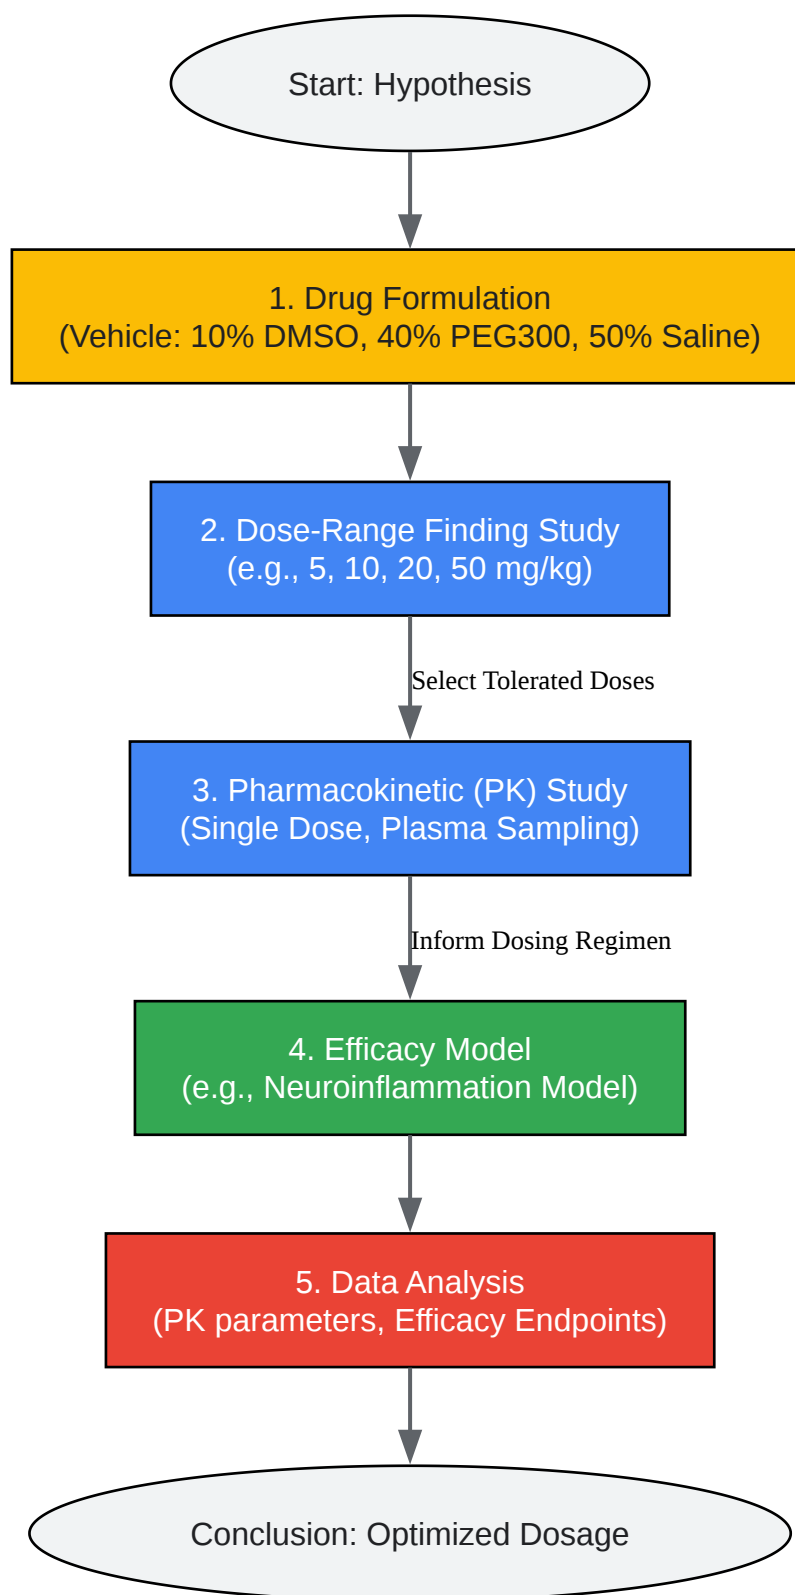 Start: Hypothesis
1. Drug Formulation
(Vehicle: 10% DMSO, 40% PEG300, 50% Saline)
2. Dose-Range Finding Study
(e.g., 5, 10, 20, 50 mg/kg)
Select Tolerated Doses
3. Pharmacokinetic (PK) Study
(Single Dose, Plasma Sampling)
Inform Dosing Regimen
4. Efficacy Model
(e.g., Neuroinflammation Model)
5. Data Analysis
(PK parameters, Efficacy Endpoints)
Conclusion: Optimized Dosage